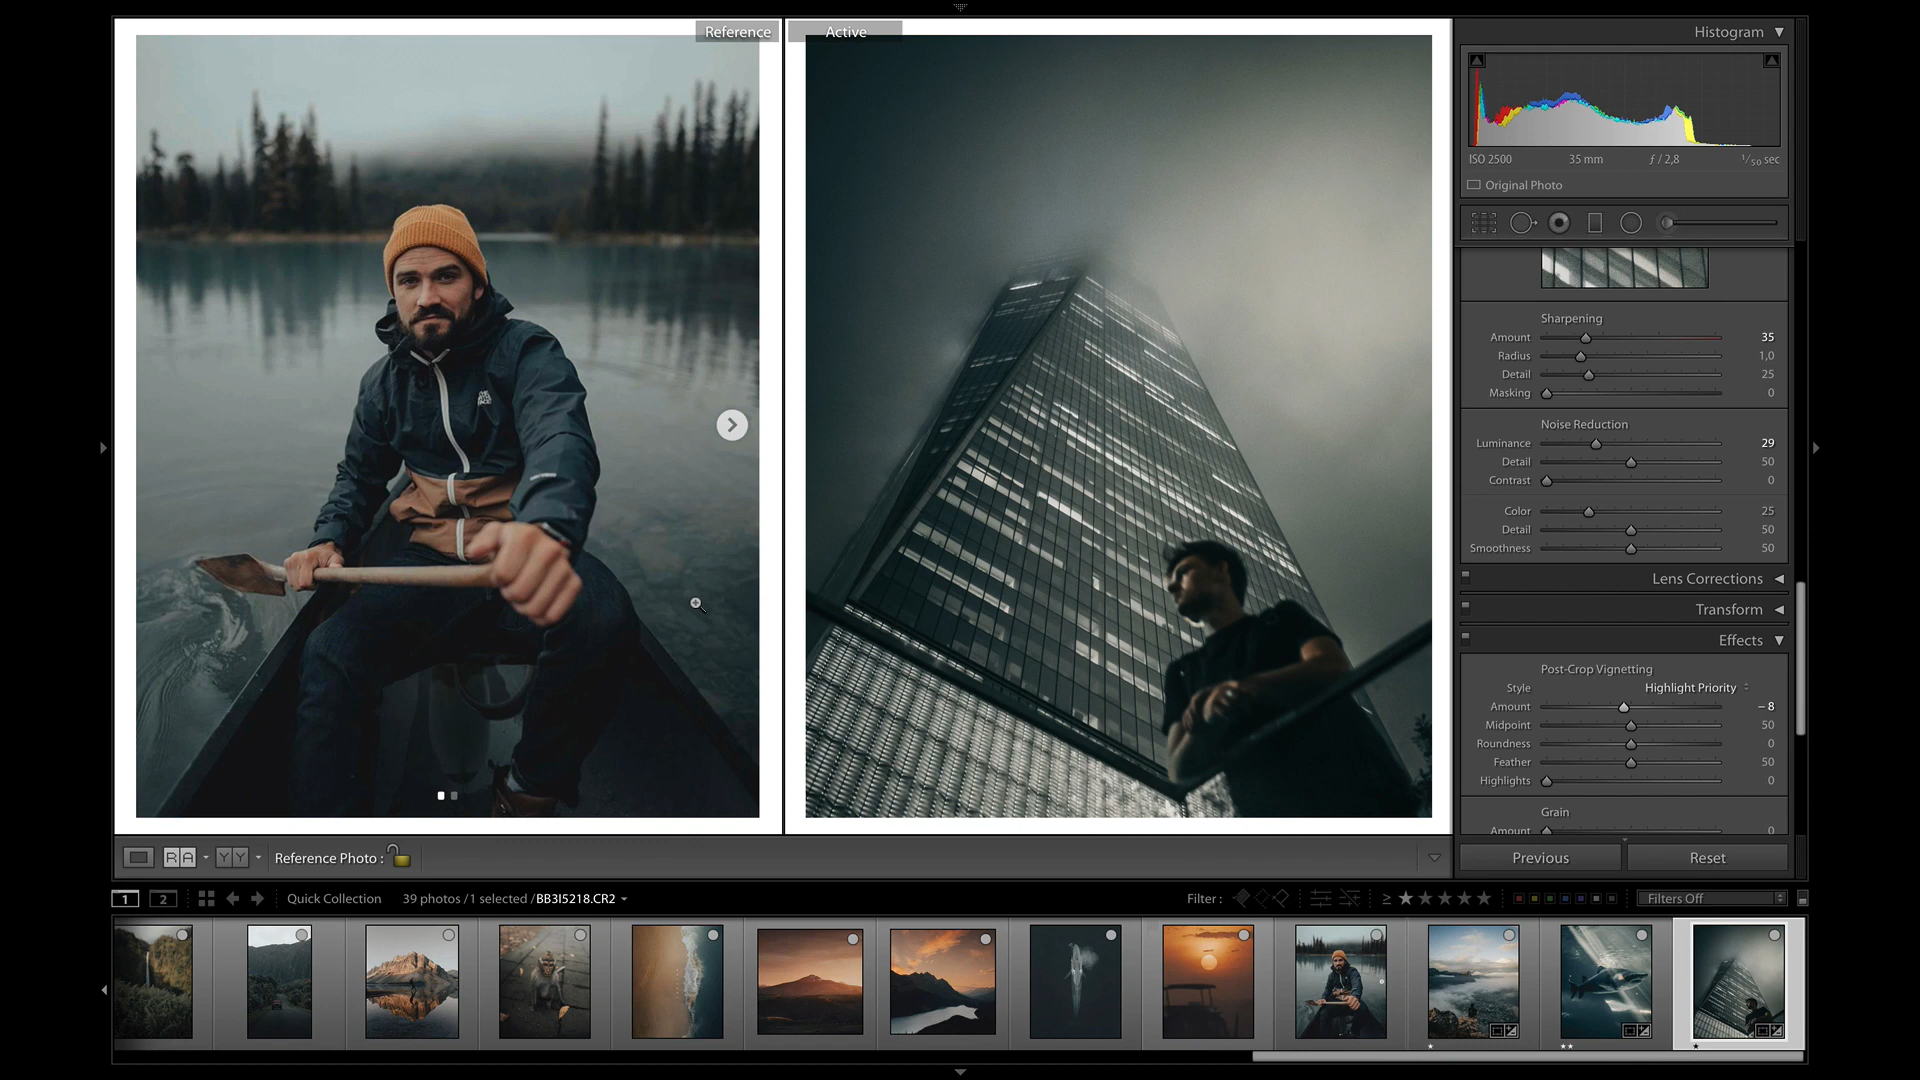 Reference
Active
Histogram
ISO 2500
35 mm
ƒ / 2,8
1/50 sec
Original Photo
Sharpening
Amount 35
Radius 1,0
Detail 25
Masking 0
Noise Reduction
Luminance 29
Detail 50
Contrast 0
Color 25
Detail 50
Smoothness 50
Lens Corrections
Transform
Effects
Post-Crop Vignetting
Style Highlight Priority
Amount – 8
Midpoint 50
Roundness 0
Feather 50
Highlights 0
Grain
Amount 0
R A
Y Y
Reference Photo :
Previous
Reset
1
2
Quick Collection
39 photos /1 selected /BB3I5218.CR2
Filter :
≥
Filters Off